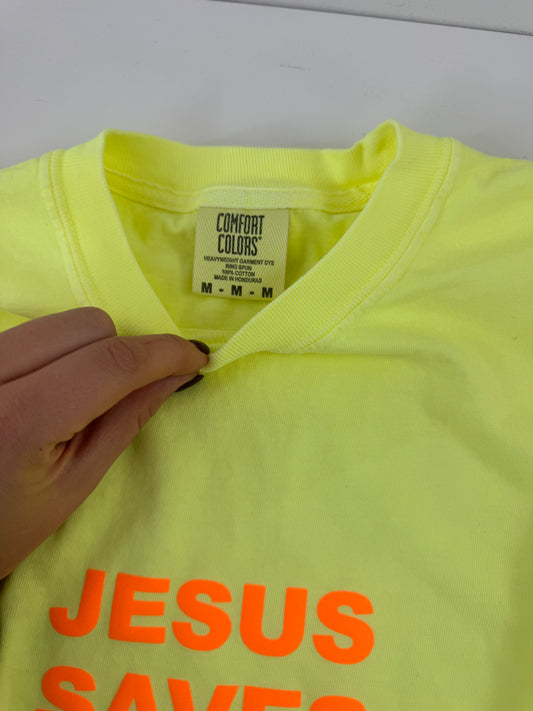 COMFORT
COLORS®
HEAVYWEIGHT GARMENT DYE
RING SPUN
100% COTTON
MADE IN HONDURAS
M - M - M
JESUS
SAVES